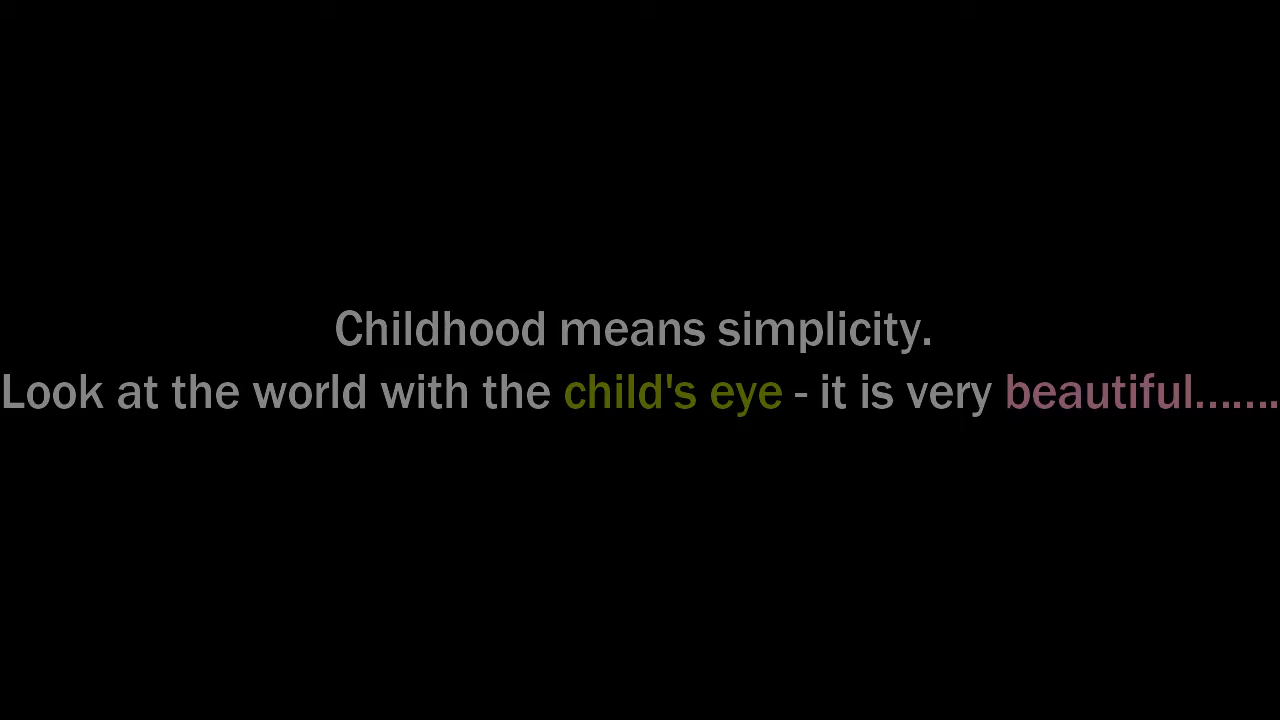 Childhood means simplicity.
Look at the world with the child's eye - it is very beautiful.......